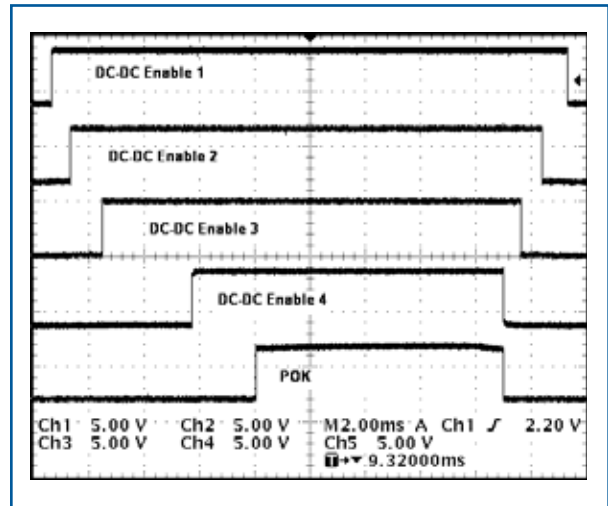 DC-DC Enable 1
DC-DC Enable 2
DC-DC Enable 3
DC-DC Enable 4
POK
Ch1 5.00 V Ch2 5.00 V M2.00ms A Ch1 ƒ 2.20 V
Ch3 5.00 V Ch4 5.00 V Ch5 5.00 V
T→▼ 9.32000ms